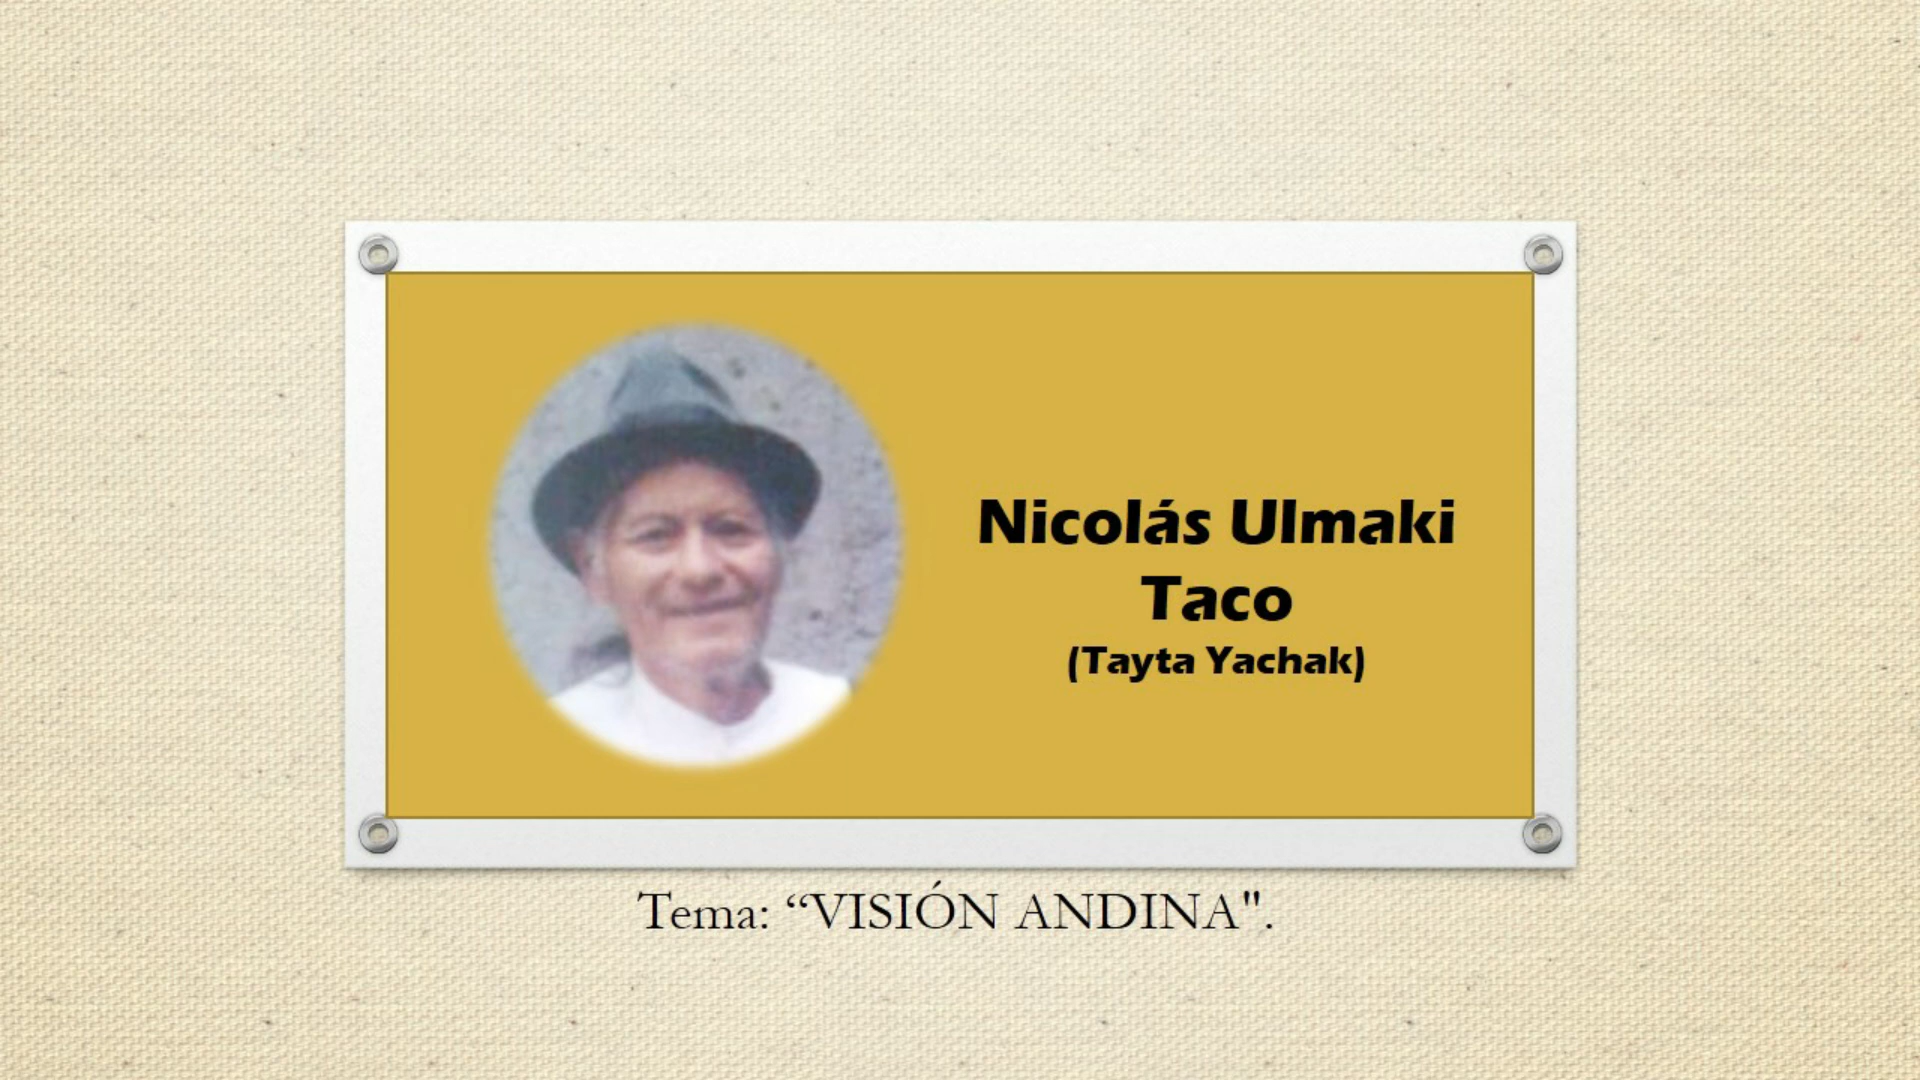 Nicolás Ulmaki
Taco
(Tayta Yachak)
Tema: “VISIÓN ANDINA".